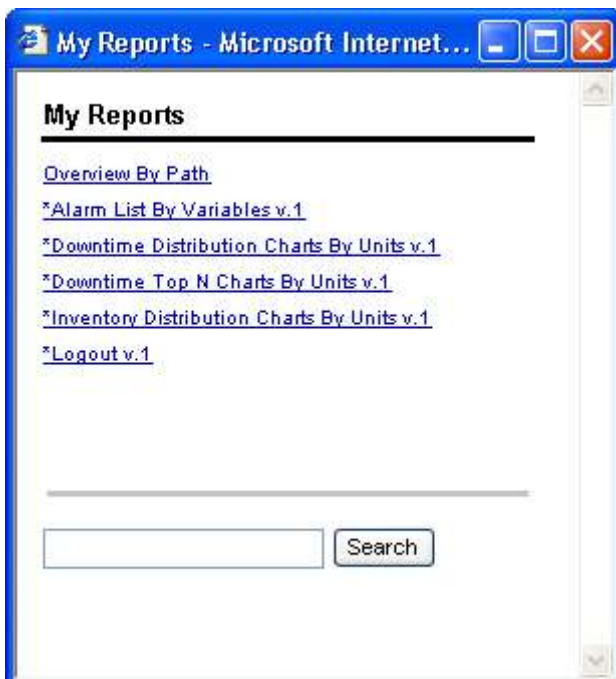 My Reports - Microsoft Internet...
My Reports
Overview By Path
*Alarm List By Variables v.1
*Downtime Distribution Charts By Units v.1
*Downtime Top N Charts By Units v.1
*Inventory Distribution Charts By Units v.1
*Logout v.1
Search